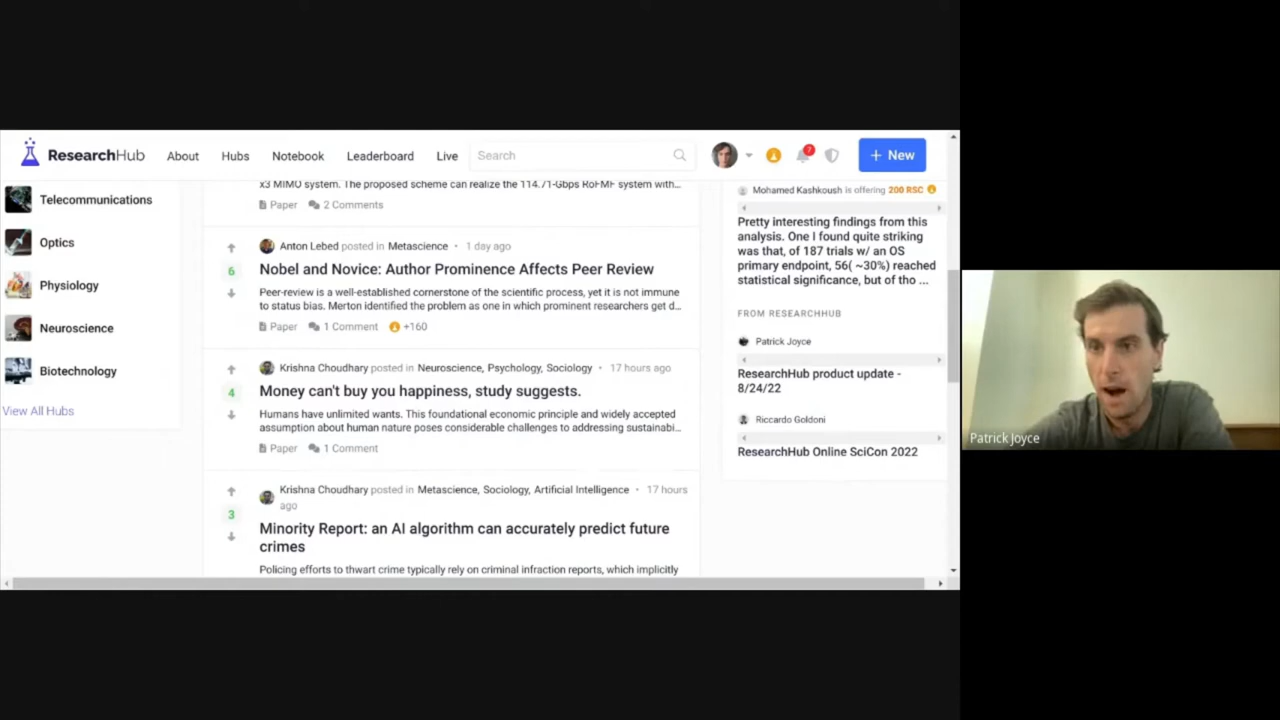 ResearchHub About Hubs Notebook Leaderboard Live Search 7 + New
Telecommunications
Optics
Physiology
Neuroscience
Biotechnology
View All Hubs
x3 MIMO system. The proposed scheme can realize the 114.71-Gbps RoFMF system with...
Paper 2 Comments
Anton Lebed posted in Metascience • 1 day ago
6
Nobel and Novice: Author Prominence Affects Peer Review
Peer-review is a well-established cornerstone of the scientific process, yet it is not immune
to status bias. Merton identified the problem as one in which prominent researchers get d...
Paper 1 Comment +160
Krishna Choudhary posted in Neuroscience, Psychology, Sociology • 17 hours ago
4
Money can't buy you happiness, study suggests.
Humans have unlimited wants. This foundational economic principle and widely accepted
assumption about human nature poses considerable challenges to addressing sustainabi...
Paper 1 Comment
Krishna Choudhary posted in Metascience, Sociology, Artificial Intelligence • 17 hours
ago
3
Minority Report: an AI algorithm can accurately predict future
crimes
Policing efforts to thwart crime typically rely on criminal infraction reports, which implicitly
Mohamed Kashkoush is offering 200 RSC
Pretty interesting findings from this
analysis. One I found quite striking
was that, of 187 trials w/ an OS
primary endpoint, 56( ~30%) reached
statistical significance, but of tho ...
FROM RESEARCHHUB
Patrick Joyce
ResearchHub product update -
8/24/22
Riccardo Goldoni
ResearchHub Online SciCon 2022
Patrick Joyce